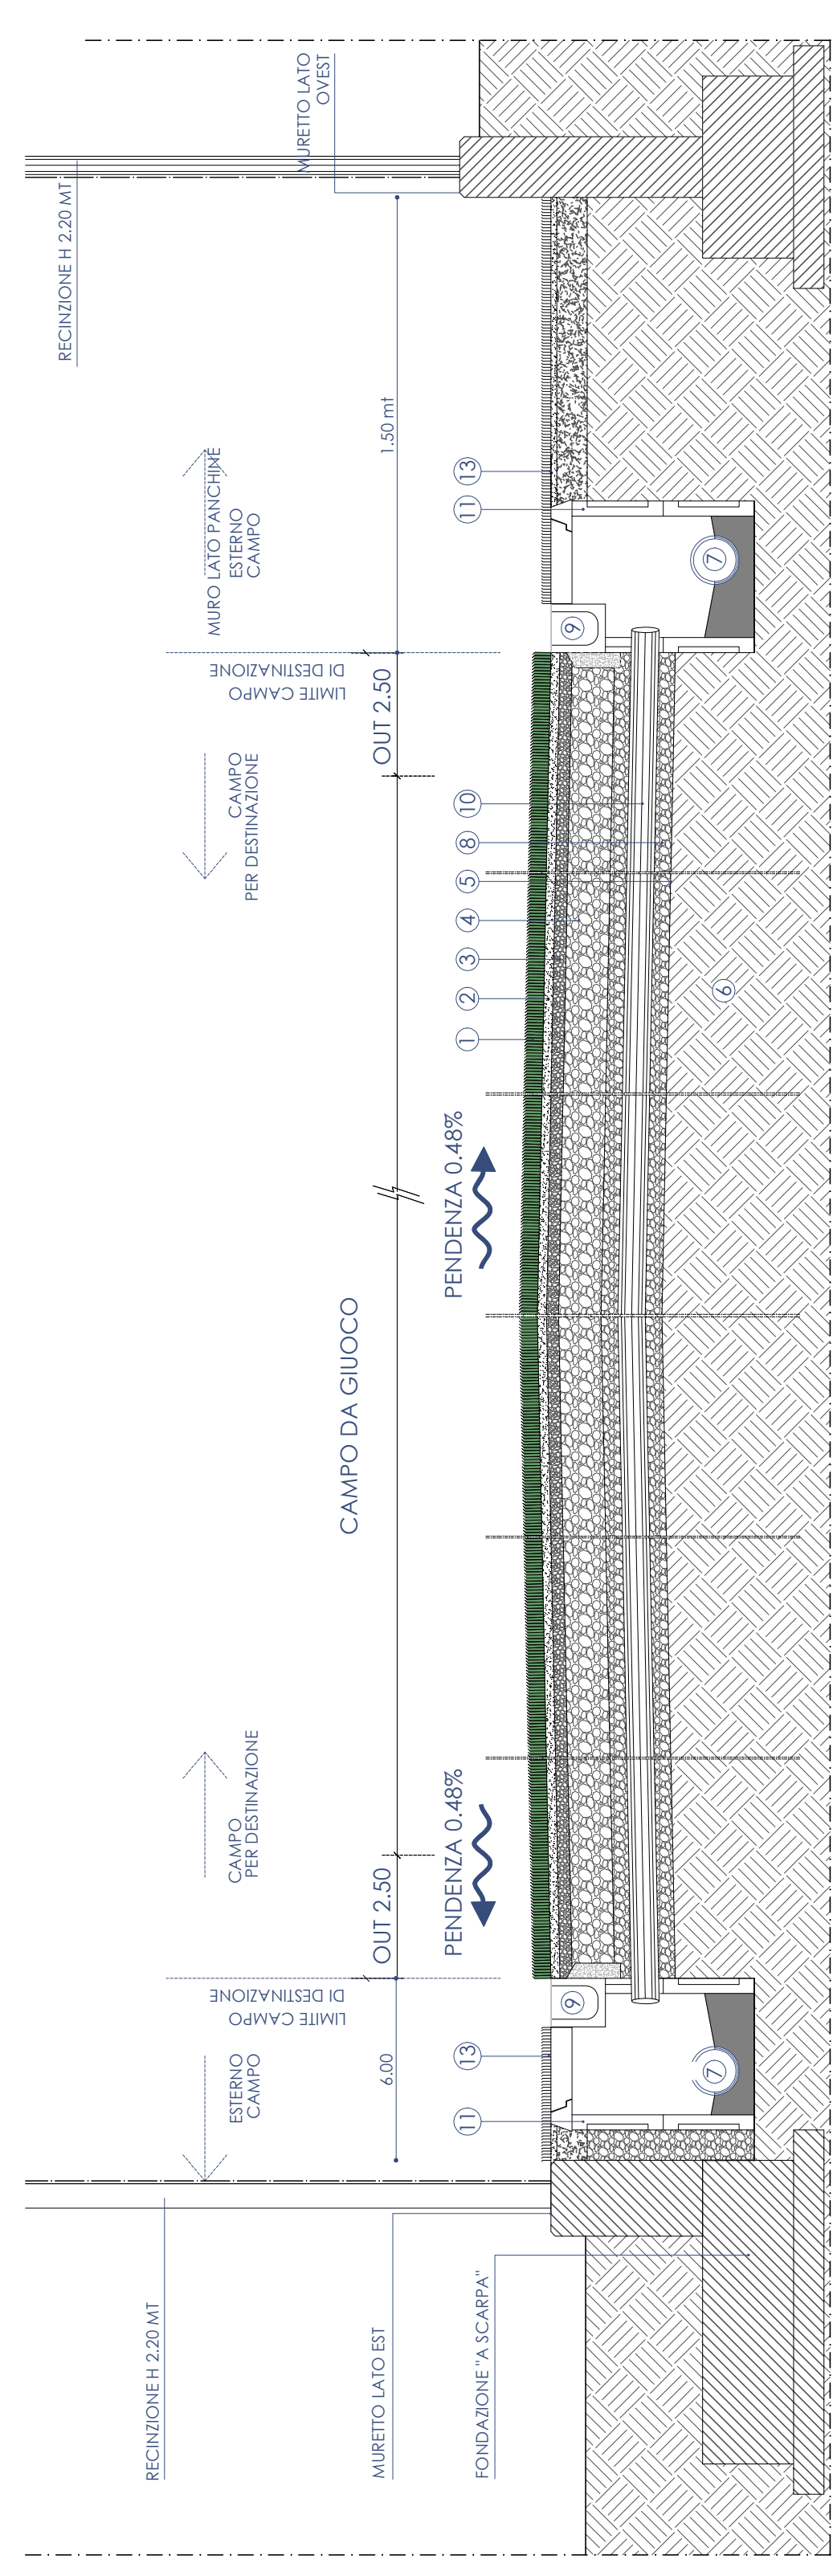 RECINZIONE H 2.20 MT
RECINZIONE H 2.20 MT
ESTERNO
CAMPO
LIMITE CAMPO
DI DESTINAZIONE
CAMPO
PER DESTINAZIONE
CAMPO
PER DESTINAZIONE
LIMITE CAMPO
DI DESTINAZIONE
MURO LATO PANCHINE
ESTERNO
CAMPO
MURETTO LATO
OVEST
CAMPO DA GIUOCO
MURETTO LATO EST
6.00
OUT 2.50
OUT 2.50
1.50 mt
PENDENZA 0.48%
PENDENZA 0.48%
FONDAZIONE "A SCARPA"
11
13
1
2
3
4
5
8
10
11
13
9
9
7
6
7